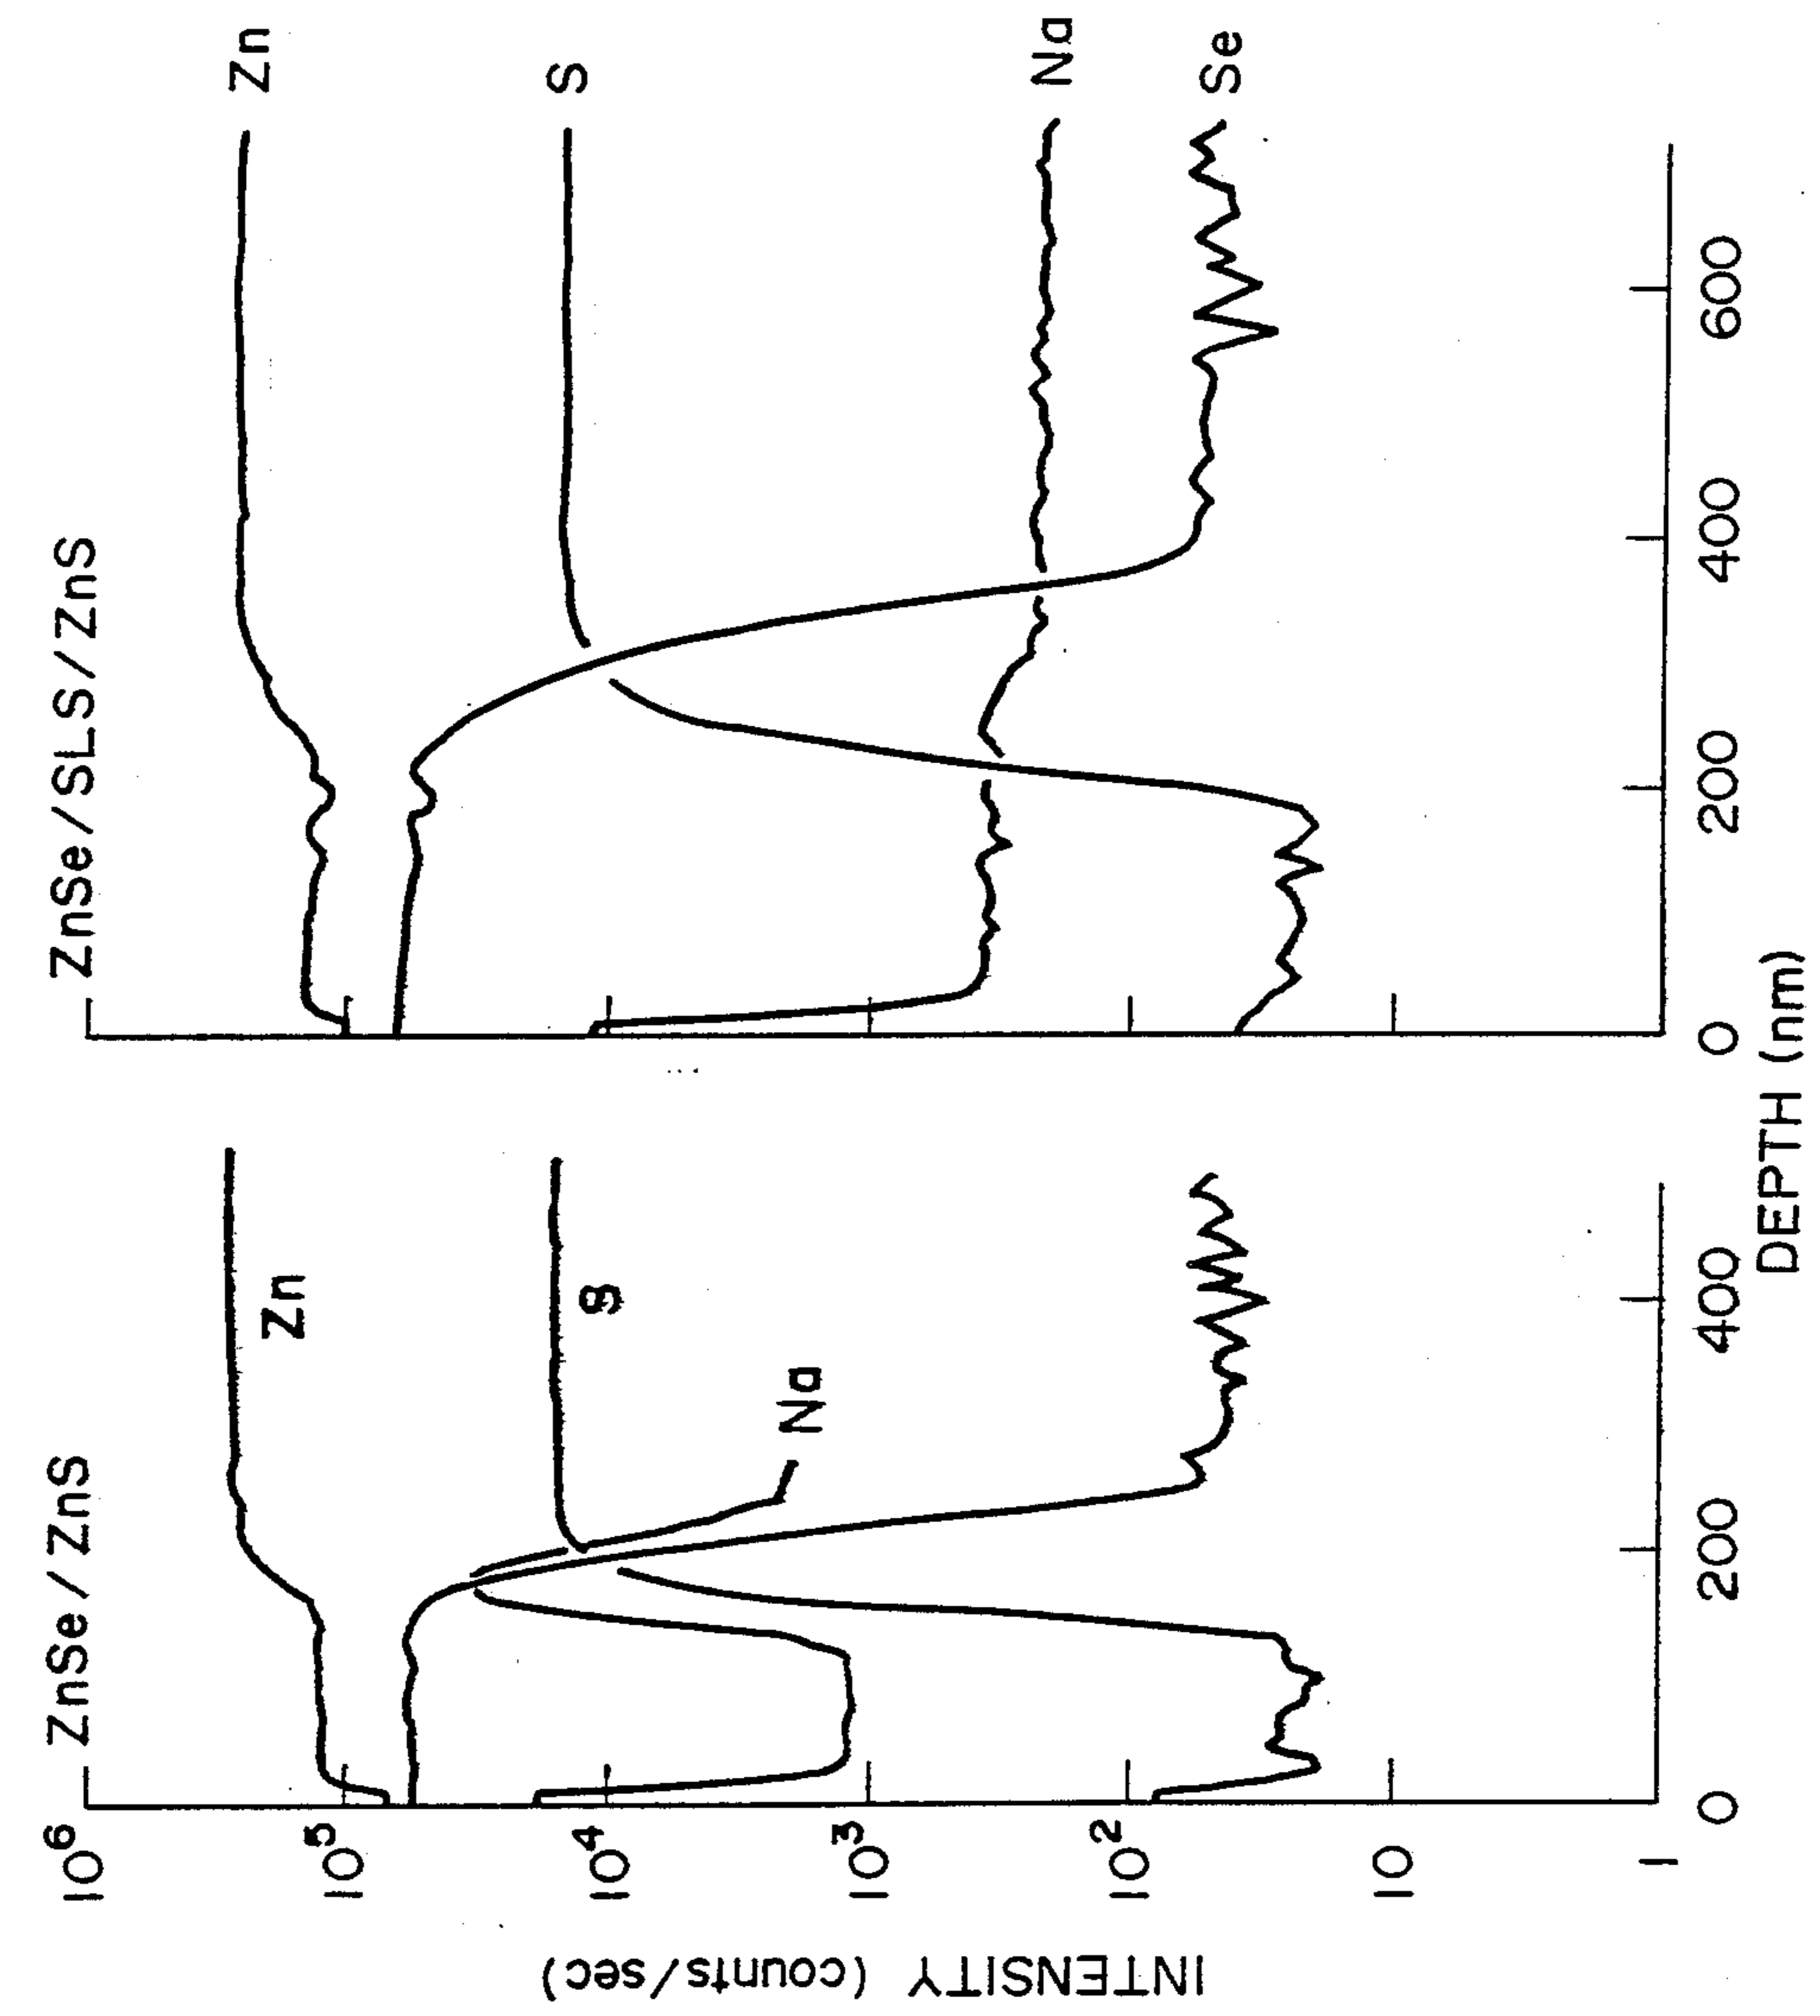 ZnSe/ZnS
ZnSe/SLS/ZnS
INTENSITY (counts/sec)
10⁶
10⁵
10⁴
10³
10²
10
1
Zn
S
Na
Zn
S
Na
Se
0 200 400
0 200 400 600
DEPTH (nm)